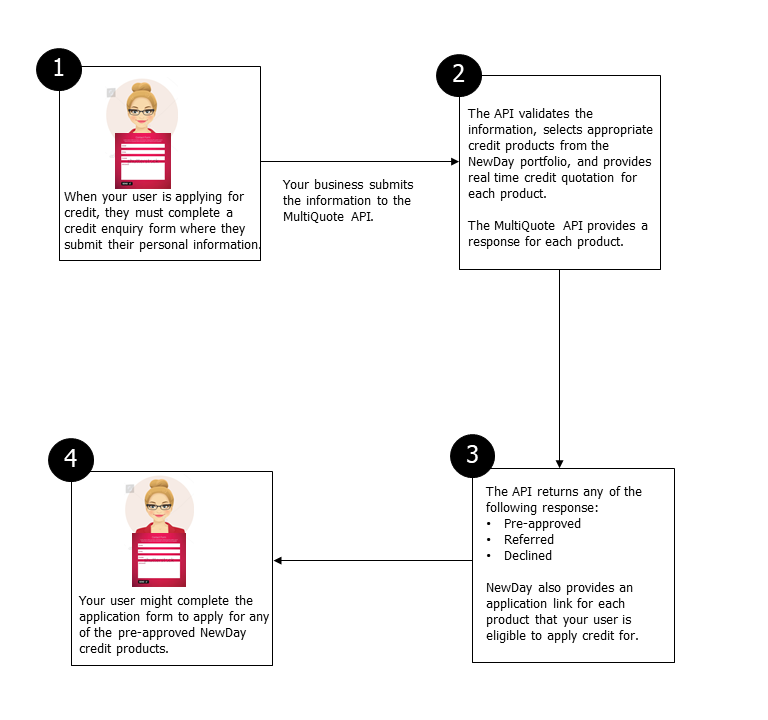 1
When your user is applying for
credit, they must complete a
credit enquiry form where they
submit their personal information.
Your business submits
the information to the
MultiQuote API.
2
The API validates the
information, selects appropriate
credit products from the
NewDay portfolio, and provides
real time credit quotation for
each product.
The MultiQuote API provides a
response for each product.
3
The API returns any of the
following response:
• Pre-approved
• Referred
• Declined
NewDay also provides an
application link for each
product that your user is
eligible to apply credit for.
4
Your user might complete the
application form to apply for any
of the pre-approved NewDay
credit products.